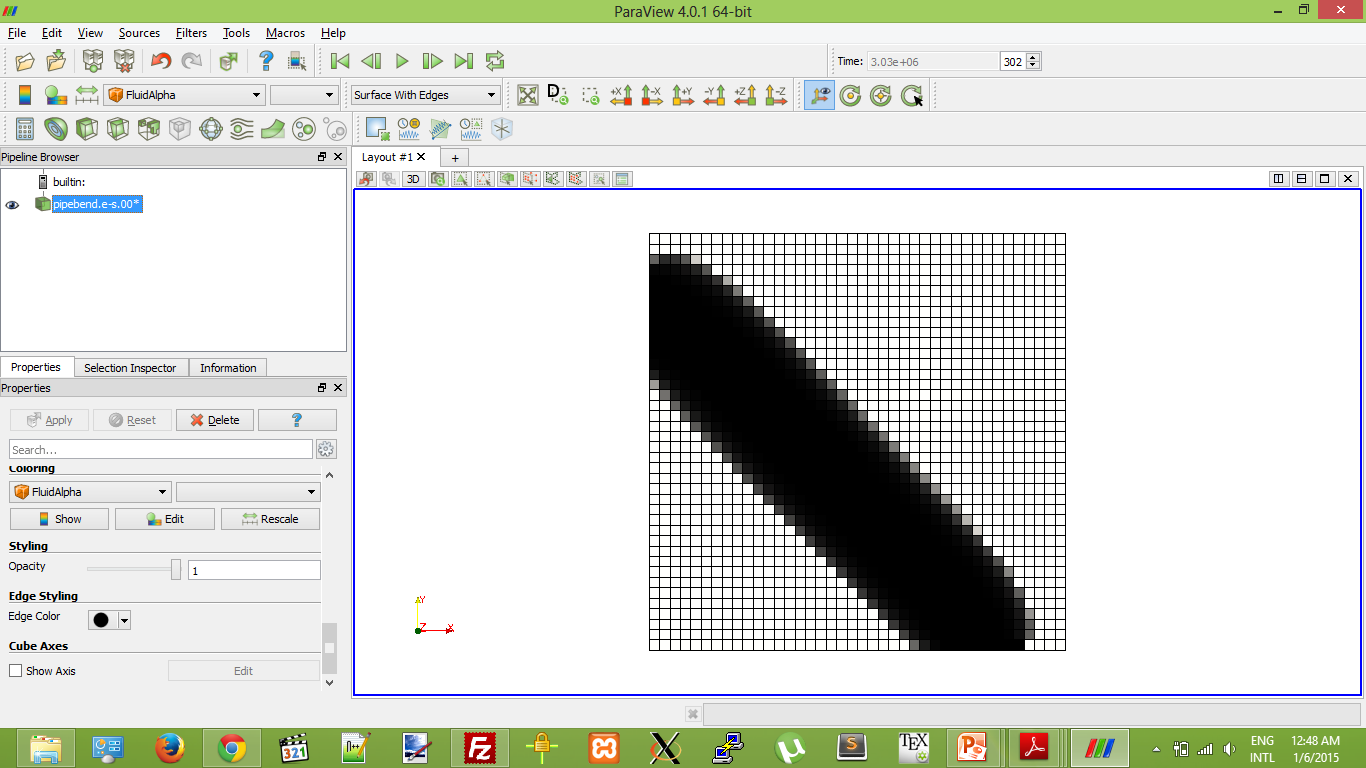 ParaView 4.0.1 64-bit
File Edit View Sources Filters Tools Macros Help
Time: 3.03e+06 302
FluidAlpha Surface With Edges D +X -X +Y -Y +Z -Z
Pipeline Browser
Layout #1 +
3D
builtin:
pipebend.e-s.00*
Properties Selection Inspector Information
Properties
Apply Reset Delete ?
Search...
Coloring
FluidAlpha
Show Edit Rescale
Styling
Opacity 1
Edge Styling
Edge Color
Cube Axes
Show Axis Edit
Y
Z X
321 Fz S TEX P
ENG 12:48 AM
INTL 1/6/2015